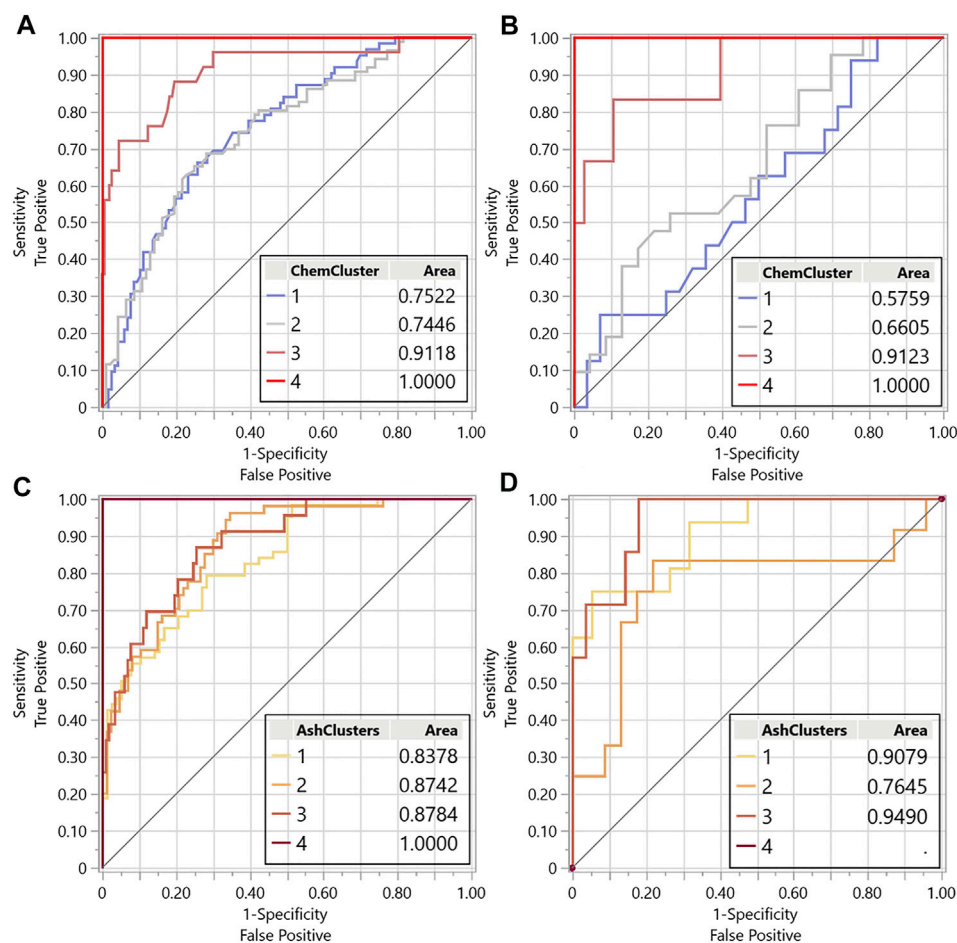 A
1.00
0.90
0.80
0.70
0.60
0.50
0.40
0.30
0.20
0.10
0
Sensitivity
True Positive
ChemCluster Area
1 0.7522
2 0.7446
3 0.9118
4 1.0000
0.20 0.40 0.60 0.80 1.00
1-Specificity
False Positive
B
1.00
0.90
0.80
0.70
0.60
0.50
0.40
0.30
0.20
0.10
0
Sensitivity
True Positive
ChemCluster Area
1 0.5759
2 0.6605
3 0.9123
4 1.0000
0.20 0.40 0.60 0.80 1.00
1-Specificity
False Positive
C
1.00
0.90
0.80
0.70
0.60
0.50
0.40
0.30
0.20
0.10
0
Sensitivity
True Positive
AshClusters Area
1 0.8378
2 0.8742
3 0.8784
4 1.0000
0.20 0.40 0.60 0.80 1.00
1-Specificity
False Positive
D
1.00
0.90
0.80
0.70
0.60
0.50
0.40
0.30
0.20
0.10
0
Sensitivity
True Positive
AshClusters Area
1 0.9079
2 0.7645
3 0.9490
4 .
0 0.20 0.40 0.60 0.80 1.00
1-Specificity
False Positive